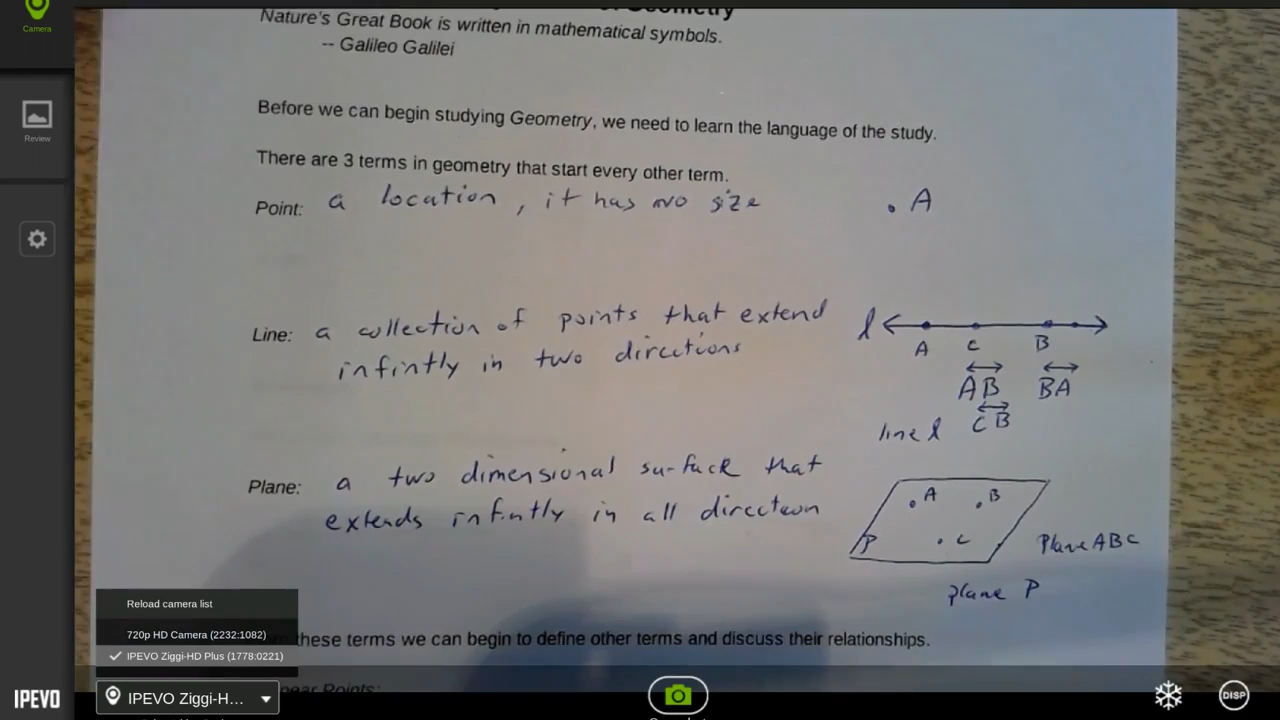 Camera
Review
Geometry
Nature's Great Book is written in mathematical symbols.
-- Galileo Galilei
Before we can begin studying Geometry, we need to learn the language of the study.
There are 3 terms in geometry that start every other term.
Point: a location, it has no size . A
Line: a collection of points that extend
infintly in two directions
l
A C B
AB BA
CB
line l
Plane: a two dimensional surface that
extends infintly in all direction
A B
P C
Plane ABC
plane P
Reload camera list
720p HD Camera (2232:1082)
IPEVO Ziggi-HD Plus (1778:0221)
these terms we can begin to define other terms and discuss their relationships.
Points:
IPEVO
IPEVO Ziggi-H...
DISP